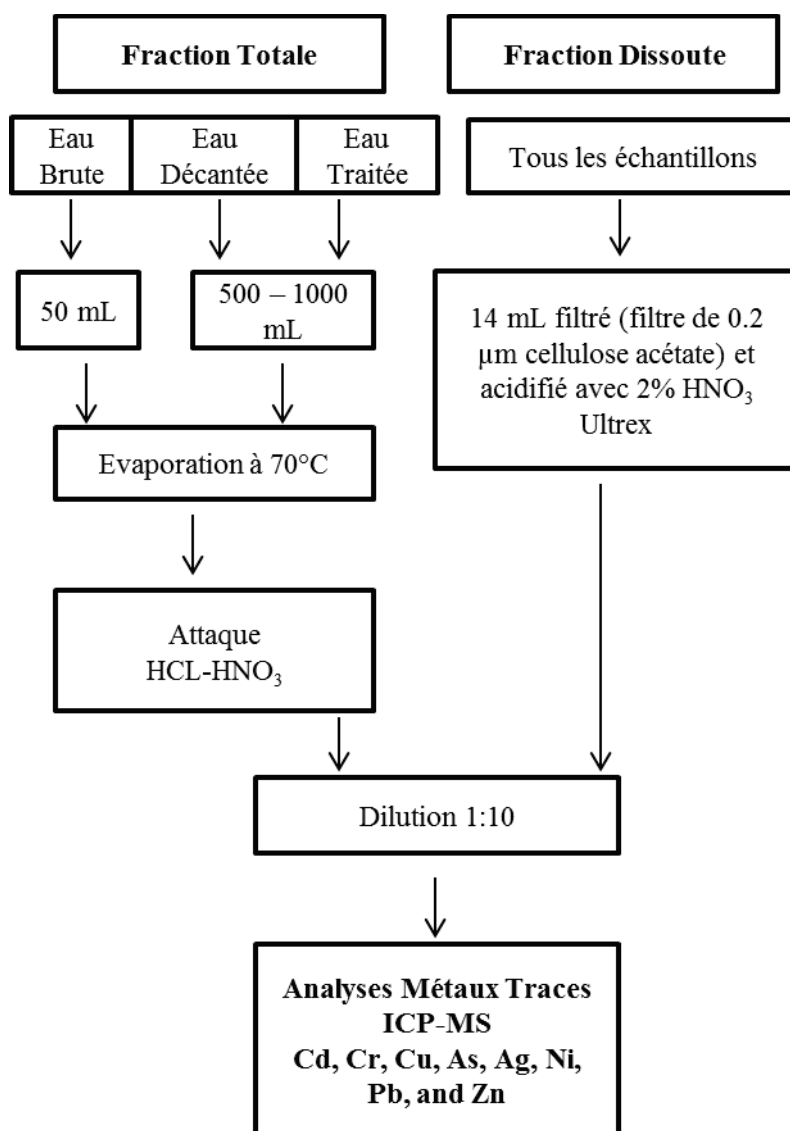 Fraction Totale
Fraction Dissoute
Eau
Brute
Eau
Décantée
Eau
Traitée
Tous les échantillons
50 mL
500 – 1000
mL
14 mL filtré (filtre de 0.2
µm cellulose acétate) et
acidifié avec 2% HNO₃
Ultrex
Evaporation à 70°C
Attaque
HCL-HNO₃
Dilution 1:10
Analyses Métaux Traces
ICP-MS
Cd, Cr, Cu, As, Ag, Ni,
Pb, and Zn